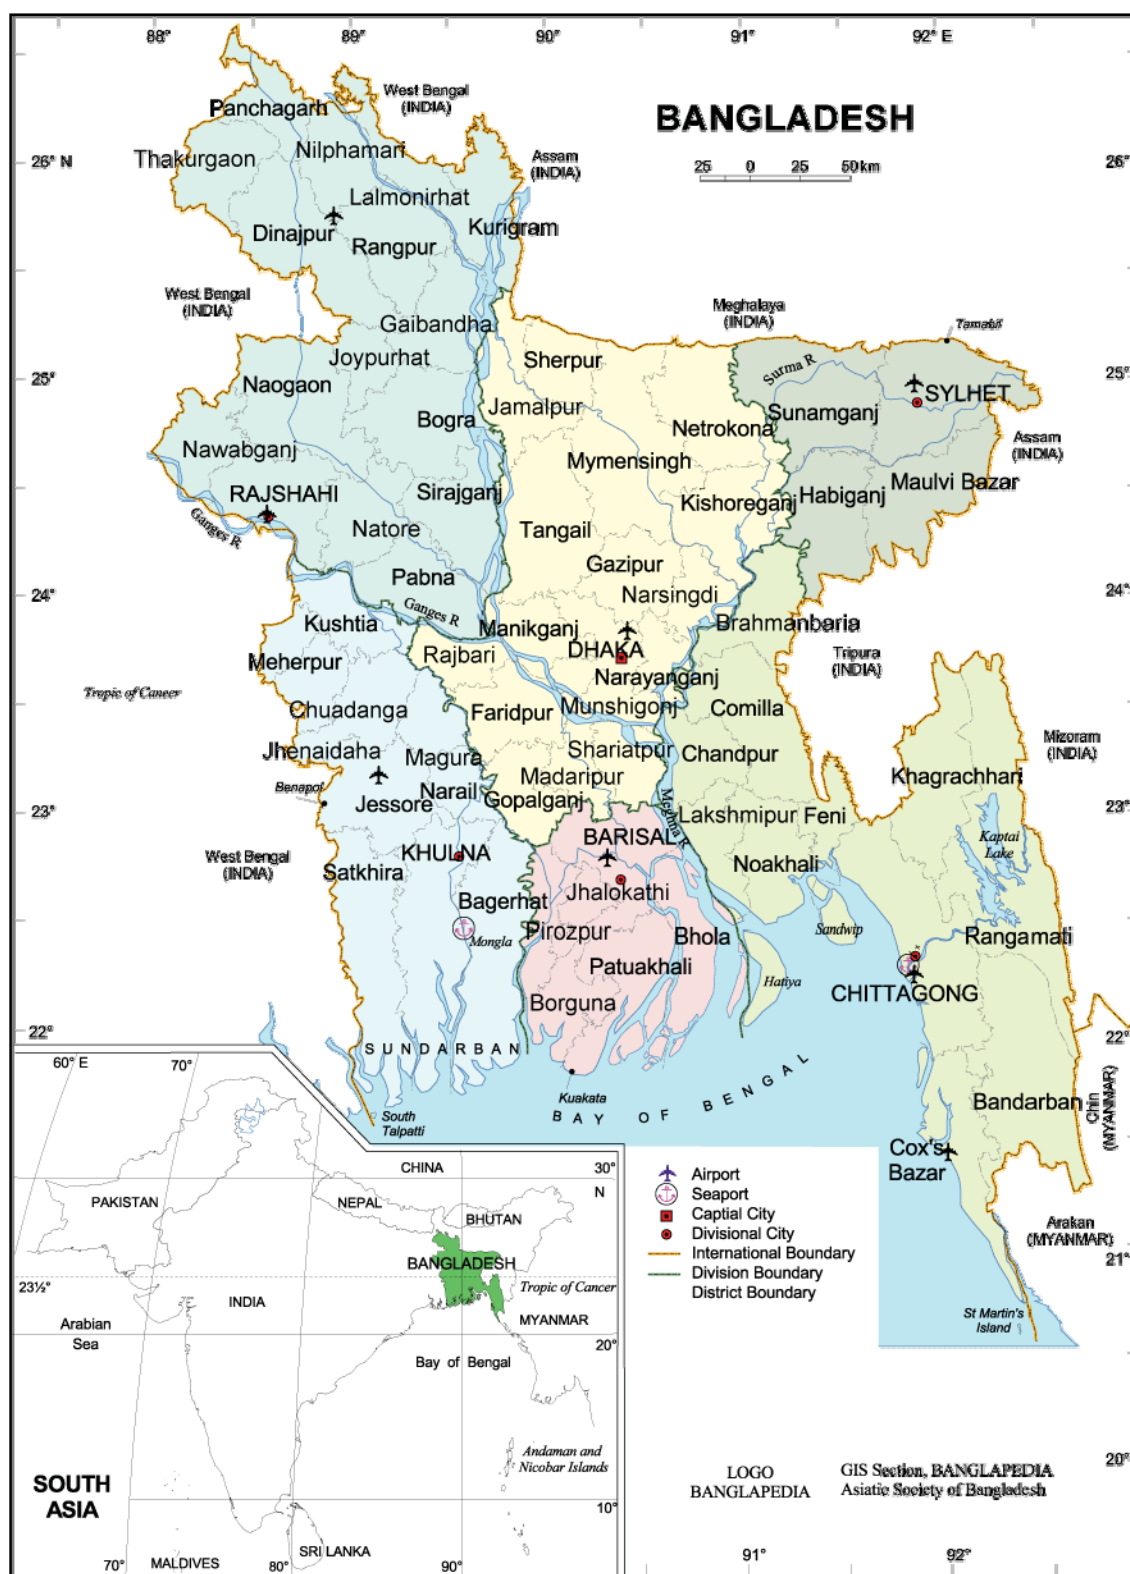 88° 89° 90° 91° 92° E
West Bengal
(INDIA)
Panchagarh
BANGLADESH
Nilphamari
Thakurgaon
26° N
Assam
(INDIA)
25 0 25 50 km
26°
Lalmonirhat
Dinajpur
Rangpur
Kurigram
West Bengal
(INDIA)
Meghalaya
(INDIA)
Gaibandha
Tamabil
Joypurhat
Sherpur
Surma R
25°
Naogaon
SYLHET
25°
Jamalpur
Sunamganj
Bogra
Netrokona
Assam
(INDIA)
Nawabganj
Mymensingh
RAJSHAHI
Sirajganj
Kishoreganj
Habiganj
Maulvi Bazar
Ganges R
Natore
Tangail
Gazipur
Pabna
24°
Narsingdi
24°
Ganges R
Kushtia
Manikganj
Brahmanbaria
Meherpur
Rajbari
DHAKA
Tripura
(INDIA)
Narayanganj
Tropic of Cancer
Chuadanga
Faridpur
Munshigonj
Comilla
Jhenaidaha
Magura
Shariatpur
Chandpur
Mizoram
(INDIA)
Madaripur
Khagrachhari
Benapol
Jessore
Narail
Gopalganj
23°
Meghna R
Lakshmipur
Feni
23°
West Bengal
(INDIA)
Satkhira
KHULNA
BARISAL
Noakhali
Kaptai
Lake
Bagerhat
Jhalokathi
Mongla
Pirozpur
Bhola
Sandwip
Rangamati
Patuakhali
Hatiya
CHITTAGONG
Borguna
22°
SUNDARBAN
22°
Kuakata
BAY OF BENGAL
South
Talpatti
Bandarban
Chin
(MYANMAR)
Cox's
Bazar
Arakan
(MYANMAR)
21°
St Martin's
Island
20°
Airport
Seaport
Captial City
Divisional City
International Boundary
Division Boundary
District Boundary
60° E 70°
CHINA
30°
N
PAKISTAN
NEPAL
BHUTAN
BANGLADESH
23½°
Tropic of Cancer
INDIA
MYANMAR
Arabian
Sea
20°
Bay of Bengal
Andaman and
Nicobar Islands
SOUTH
ASIA
10°
SRI LANKA
MALDIVES
70° 80° 90°
LOGO
BANGLAPEDIA
GIS Section, BANGLAPEDIA
Asiatic Society of Bangladesh
91° 92°